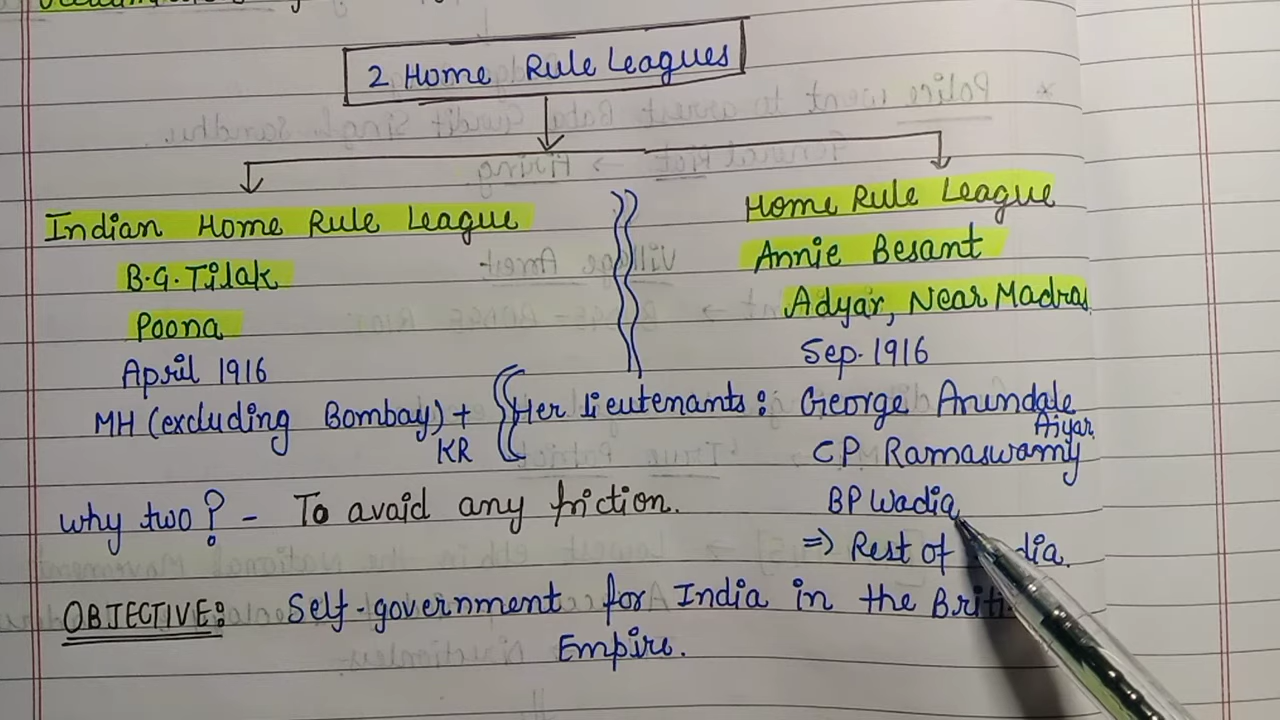 2 Home Rule Leagues
Indian Home Rule League
B.G. Tilak
Poona
April 1916
MH (excluding Bombay) +
KR
Home Rule League
Annie Besant
Adyar, Near Madras
Sep. 1916
Her lieutenants : George Arundale
CP Ramaswamy Aiyar
BP Wadia
⇒ Rest of
why two? - To avoid any friction.
OBJECTIVE: Self-government for India in the
Empire.